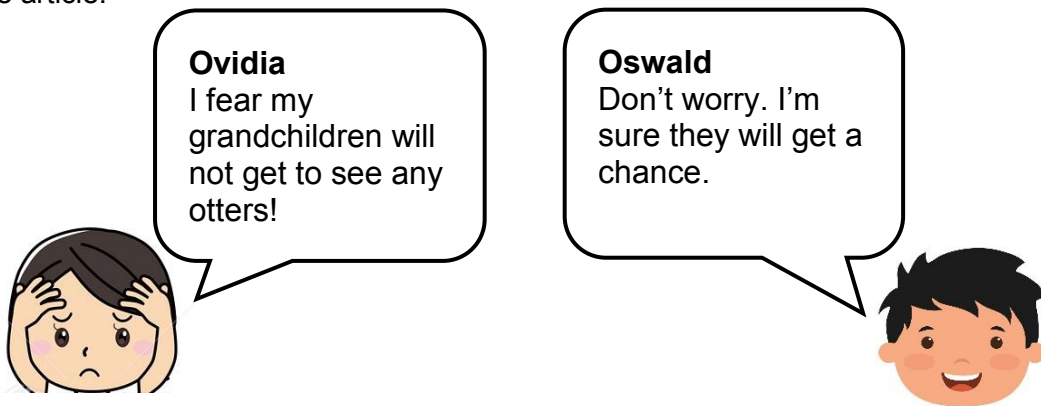 article.
Ovidia
I fear my
grandchildren will
not get to see any
otters!
Oswald
Don't worry. I'm
sure they will get a
chance.